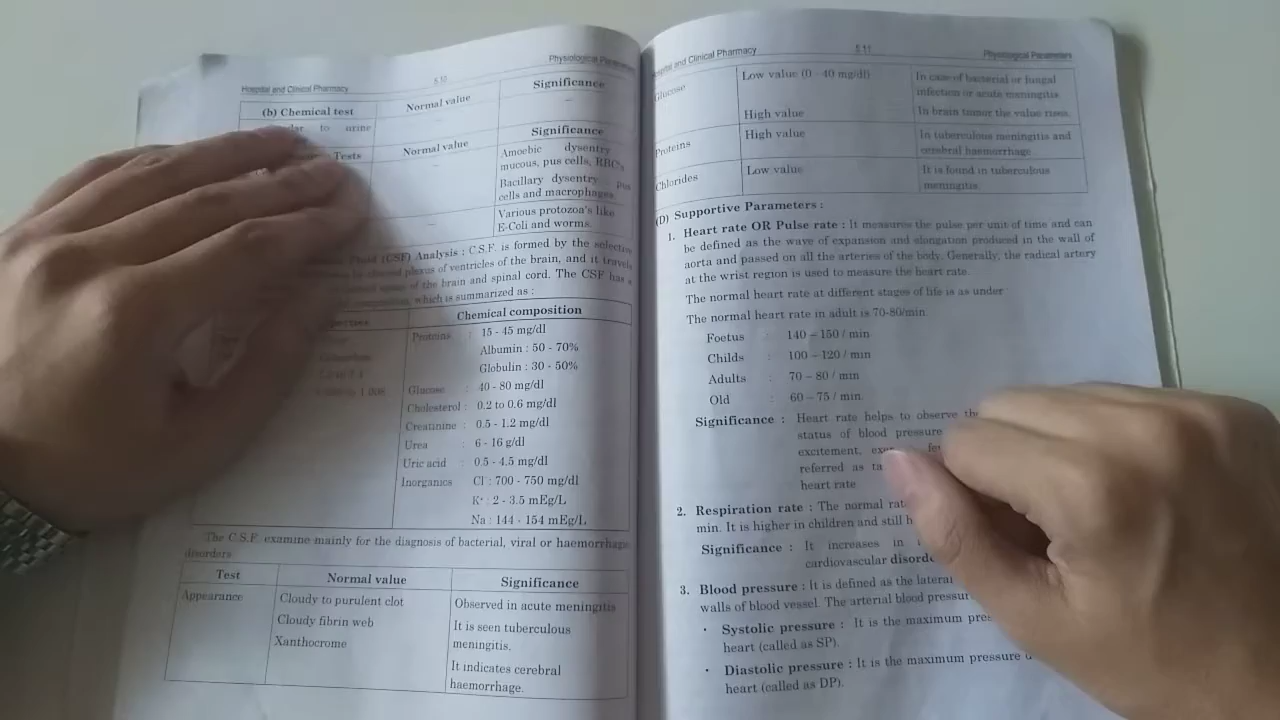 Hospital and Clinical Pharmacy 5.10 Physiological
(b) Chemical test Normal value Significance
to urine – –
Tests Normal value Significance
– Amoebic dysentry
mucous, pus cells, RBC's
Bacillary dysentry pus
cells and macrophages.
Various protozoa's like
E-Coli and worms.
(CSF) Analysis : C.S.F. is formed by the selective
plexus of ventricles of the brain, and it travels
of the brain and spinal cord. The CSF has a
which is summarized as :
Chemical composition
Proteins : 15 - 45 mg/dl
Albumin : 50 - 70%
Globulin : 30 - 50%
Glucose : 40 - 80 mg/dl
Cholesterol : 0.2 to 0.6 mg/dl
Creatinine : 0.5 - 1.2 mg/dl
Urea : 6 - 16 g/dl
Uric acid : 0.5 - 4.5 mg/dl
Inorganics Cl⁻ : 700 - 750 mg/dl
K⁺ : 2 - 3.5 mEg/L
Na : 144 - 154 mEg/L
The C.S.F. examine mainly for the diagnosis of bacterial, viral or haemorrhage
disorders
Test Normal value Significance
Appearance Cloudy to purulent clot Observed in acute meningitis
Cloudy fibrin web It is seen tuberculous
meningitis.
Xanthocrome It indicates cerebral
haemorrhage.
Hospital and Clinical Pharmacy 5.11 Physiological Parameters
Glucose Low value (0 - 40 mg/dl) In case of bacterial or fungal
infection or acute meningitis.
High value In brain tumor the value rises.
Proteins High value In tuberculous meningitis and
cerebral haemorrhage
Chlorides Low value It is found in tuberculous
meningitis.
(D) Supportive Parameters :
1. Heart rate OR Pulse rate : It measures the pulse per unit of time and can
be defined as the wave of expansion and elongation produced in the wall of
aorta and passed on all the arteries of the body. Generally, the radical artery
at the wrist region is used to measure the heart rate.
The normal heart rate at different stages of life is as under
The normal heart rate in adult is 70-80/min.
Foetus : 140 – 150 / min
Childs : 100 – 120 / min
Adults : 70 – 80 / min
Old : 60 – 75 / min.
Significance : Heart rate helps to observe the
status of blood pressure
excitement,
referred as
heart rate
2. Respiration rate : The normal
min. It is higher in children and still
Significance : It increases in
cardiovascular
3. Blood pressure : It is defined as the lateral
walls of blood vessel. The arterial blood
• Systolic pressure : It is the maximum
heart (called as SP).
• Diastolic pressure : It is the maximum pressure
heart (called as DP).